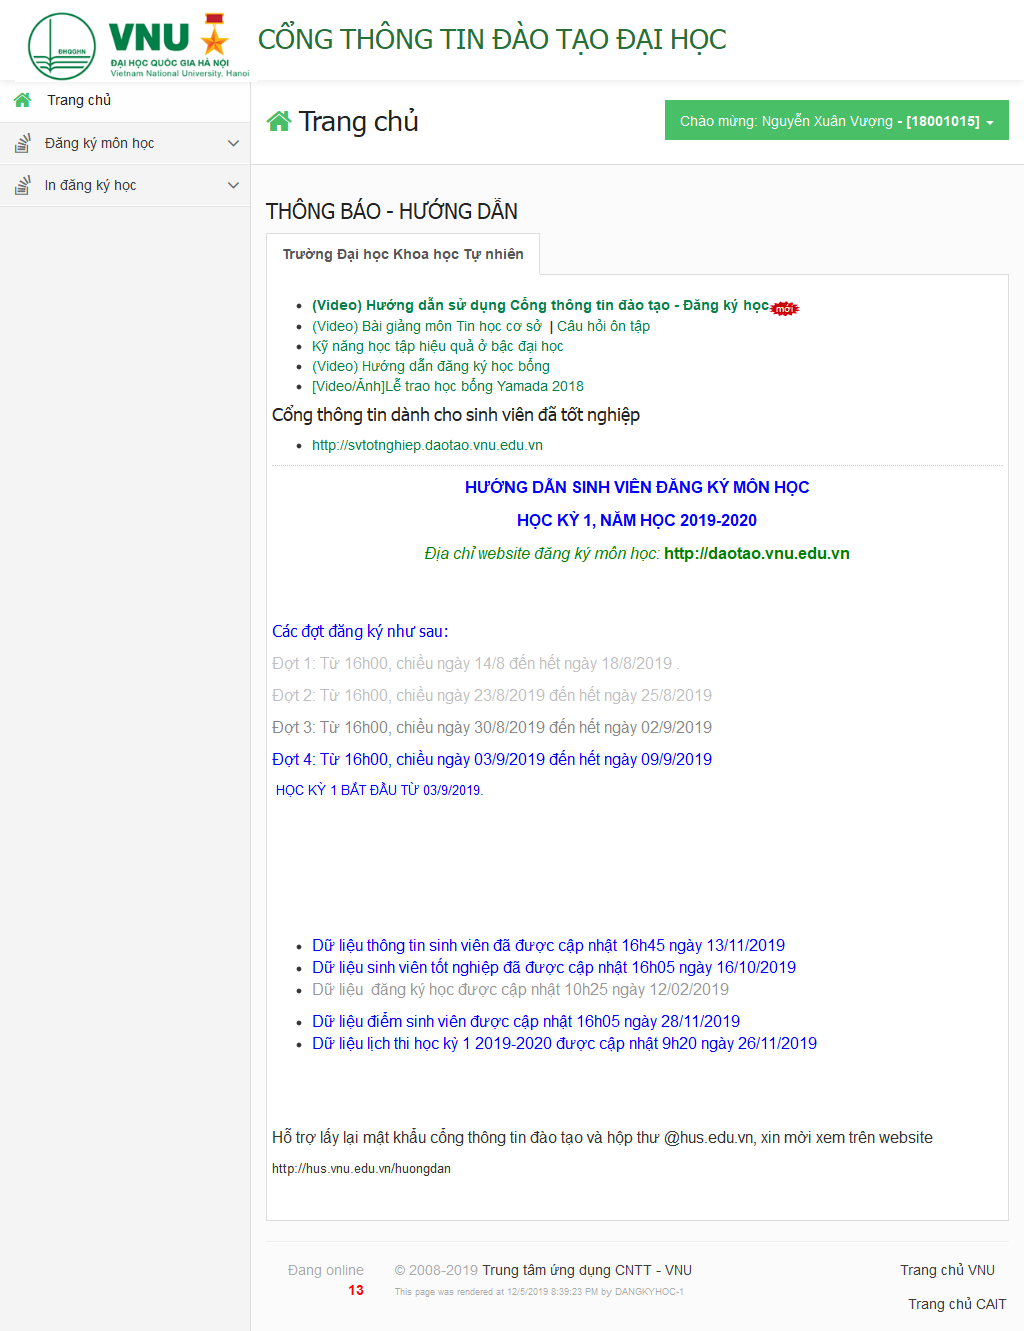 ĐHQGHN
VNU
ĐẠI HỌC QUỐC GIA HÀ NỘI
Vietnam National University, Hanoi
CỔNG THÔNG TIN ĐÀO TẠO ĐẠI HỌC
Trang chủ
Đăng ký môn học
In đăng ký học
Trang chủ
Chào mừng: Nguyễn Xuân Vượng - [18001015]
THÔNG BÁO - HƯỚNG DẪN
Trường Đại học Khoa học Tự nhiên
(Video) Hướng dẫn sử dụng Cổng thông tin đào tạo - Đăng ký học mới
(Video) Bài giảng môn Tin học cơ sở | Câu hỏi ôn tập
Kỹ năng học tập hiệu quả ở bậc đại học
(Video) Hướng dẫn đăng ký học bổng
[Video/Ảnh]Lễ trao học bổng Yamada 2018
Cổng thông tin dành cho sinh viên đã tốt nghiệp
http://svtotnghiep.daotao.vnu.edu.vn
HƯỚNG DẪN SINH VIÊN ĐĂNG KÝ MÔN HỌC
HỌC KỲ 1, NĂM HỌC 2019-2020
Địa chỉ website đăng ký môn học: http://daotao.vnu.edu.vn
Các đợt đăng ký như sau:
Đợt 1: Từ 16h00, chiều ngày 14/8 đến hết ngày 18/8/2019 .
Đợt 2: Từ 16h00, chiều ngày 23/8/2019 đến hết ngày 25/8/2019
Đợt 3: Từ 16h00, chiều ngày 30/8/2019 đến hết ngày 02/9/2019
Đợt 4: Từ 16h00, chiều ngày 03/9/2019 đến hết ngày 09/9/2019
HỌC KỲ 1 BẮT ĐẦU TỪ 03/9/2019.
Dữ liệu thông tin sinh viên đã được cập nhật 16h45 ngày 13/11/2019
Dữ liệu sinh viên tốt nghiệp đã được cập nhật 16h05 ngày 16/10/2019
Dữ liệu đăng ký học được cập nhật 10h25 ngày 12/02/2019
Dữ liệu điểm sinh viên được cập nhật 16h05 ngày 28/11/2019
Dữ liệu lịch thi học kỳ 1 2019-2020 được cập nhật 9h20 ngày 26/11/2019
Hỗ trợ lấy lại mật khẩu cổng thông tin đào tạo và hộp thư @hus.edu.vn, xin mời xem trên website
http://hus.vnu.edu.vn/huongdan
Đang online
13
© 2008-2019 Trung tâm ứng dụng CNTT - VNU
This page was rendered at 12/5/2019 8:39:23 PM by DANGKYHOC-1
Trang chủ VNU
Trang chủ CAIT